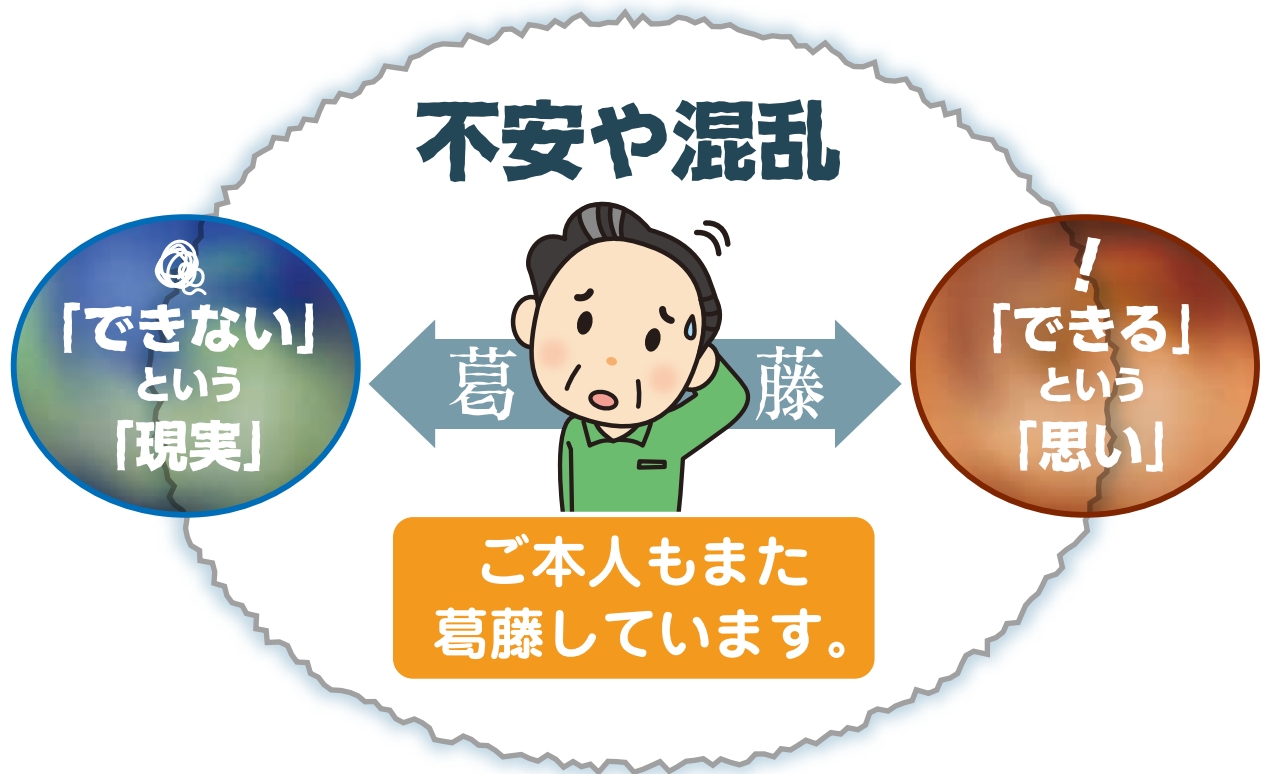 不安や混乱
「できない」
という
「現実」
葛藤
！
「できる」
という
「思い」
ご本人もまた
葛藤しています。